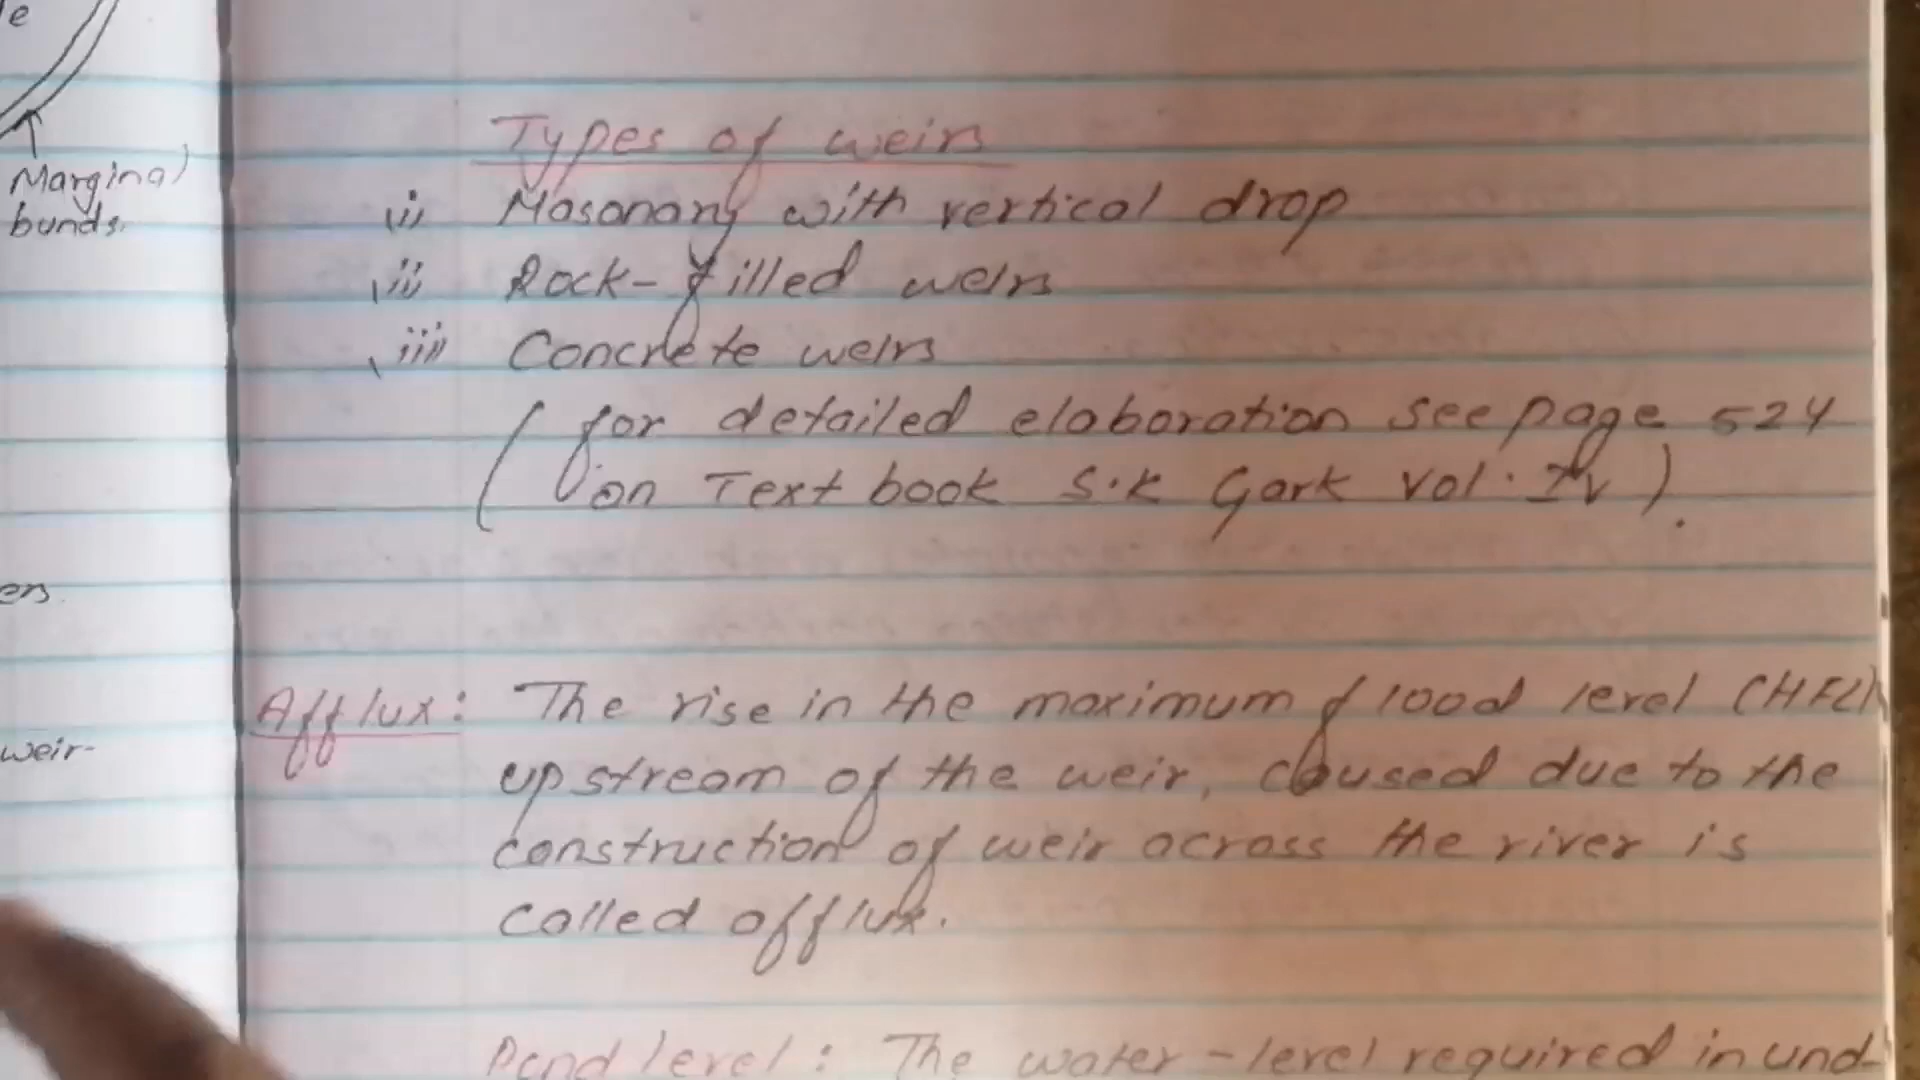 e
Marginal
bunds.
ers.
weir-
Types of weirs
(i) Masonary with vertical drop
(ii) Rock-filled weirs
(iii) Concrete weirs
(for detailed elaboration see page 524
on Text book S.K Gark Vol. IV).
Afflux: The rise in the maximum flood level (HFL)
upstream of the weir, caused due to the
construction of weir across the river is
called afflux.
Pond level: The water-level required in und-